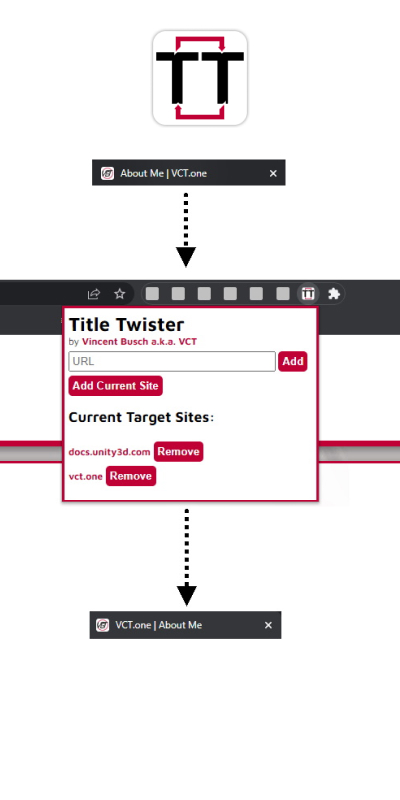 TT
About Me | VCT.one
Title Twister
by Vincent Busch a.k.a. VCT
URL Add
Add Current Site
Current Target Sites:
docs.unity3d.com Remove
vct.one Remove
VCT.one | About Me